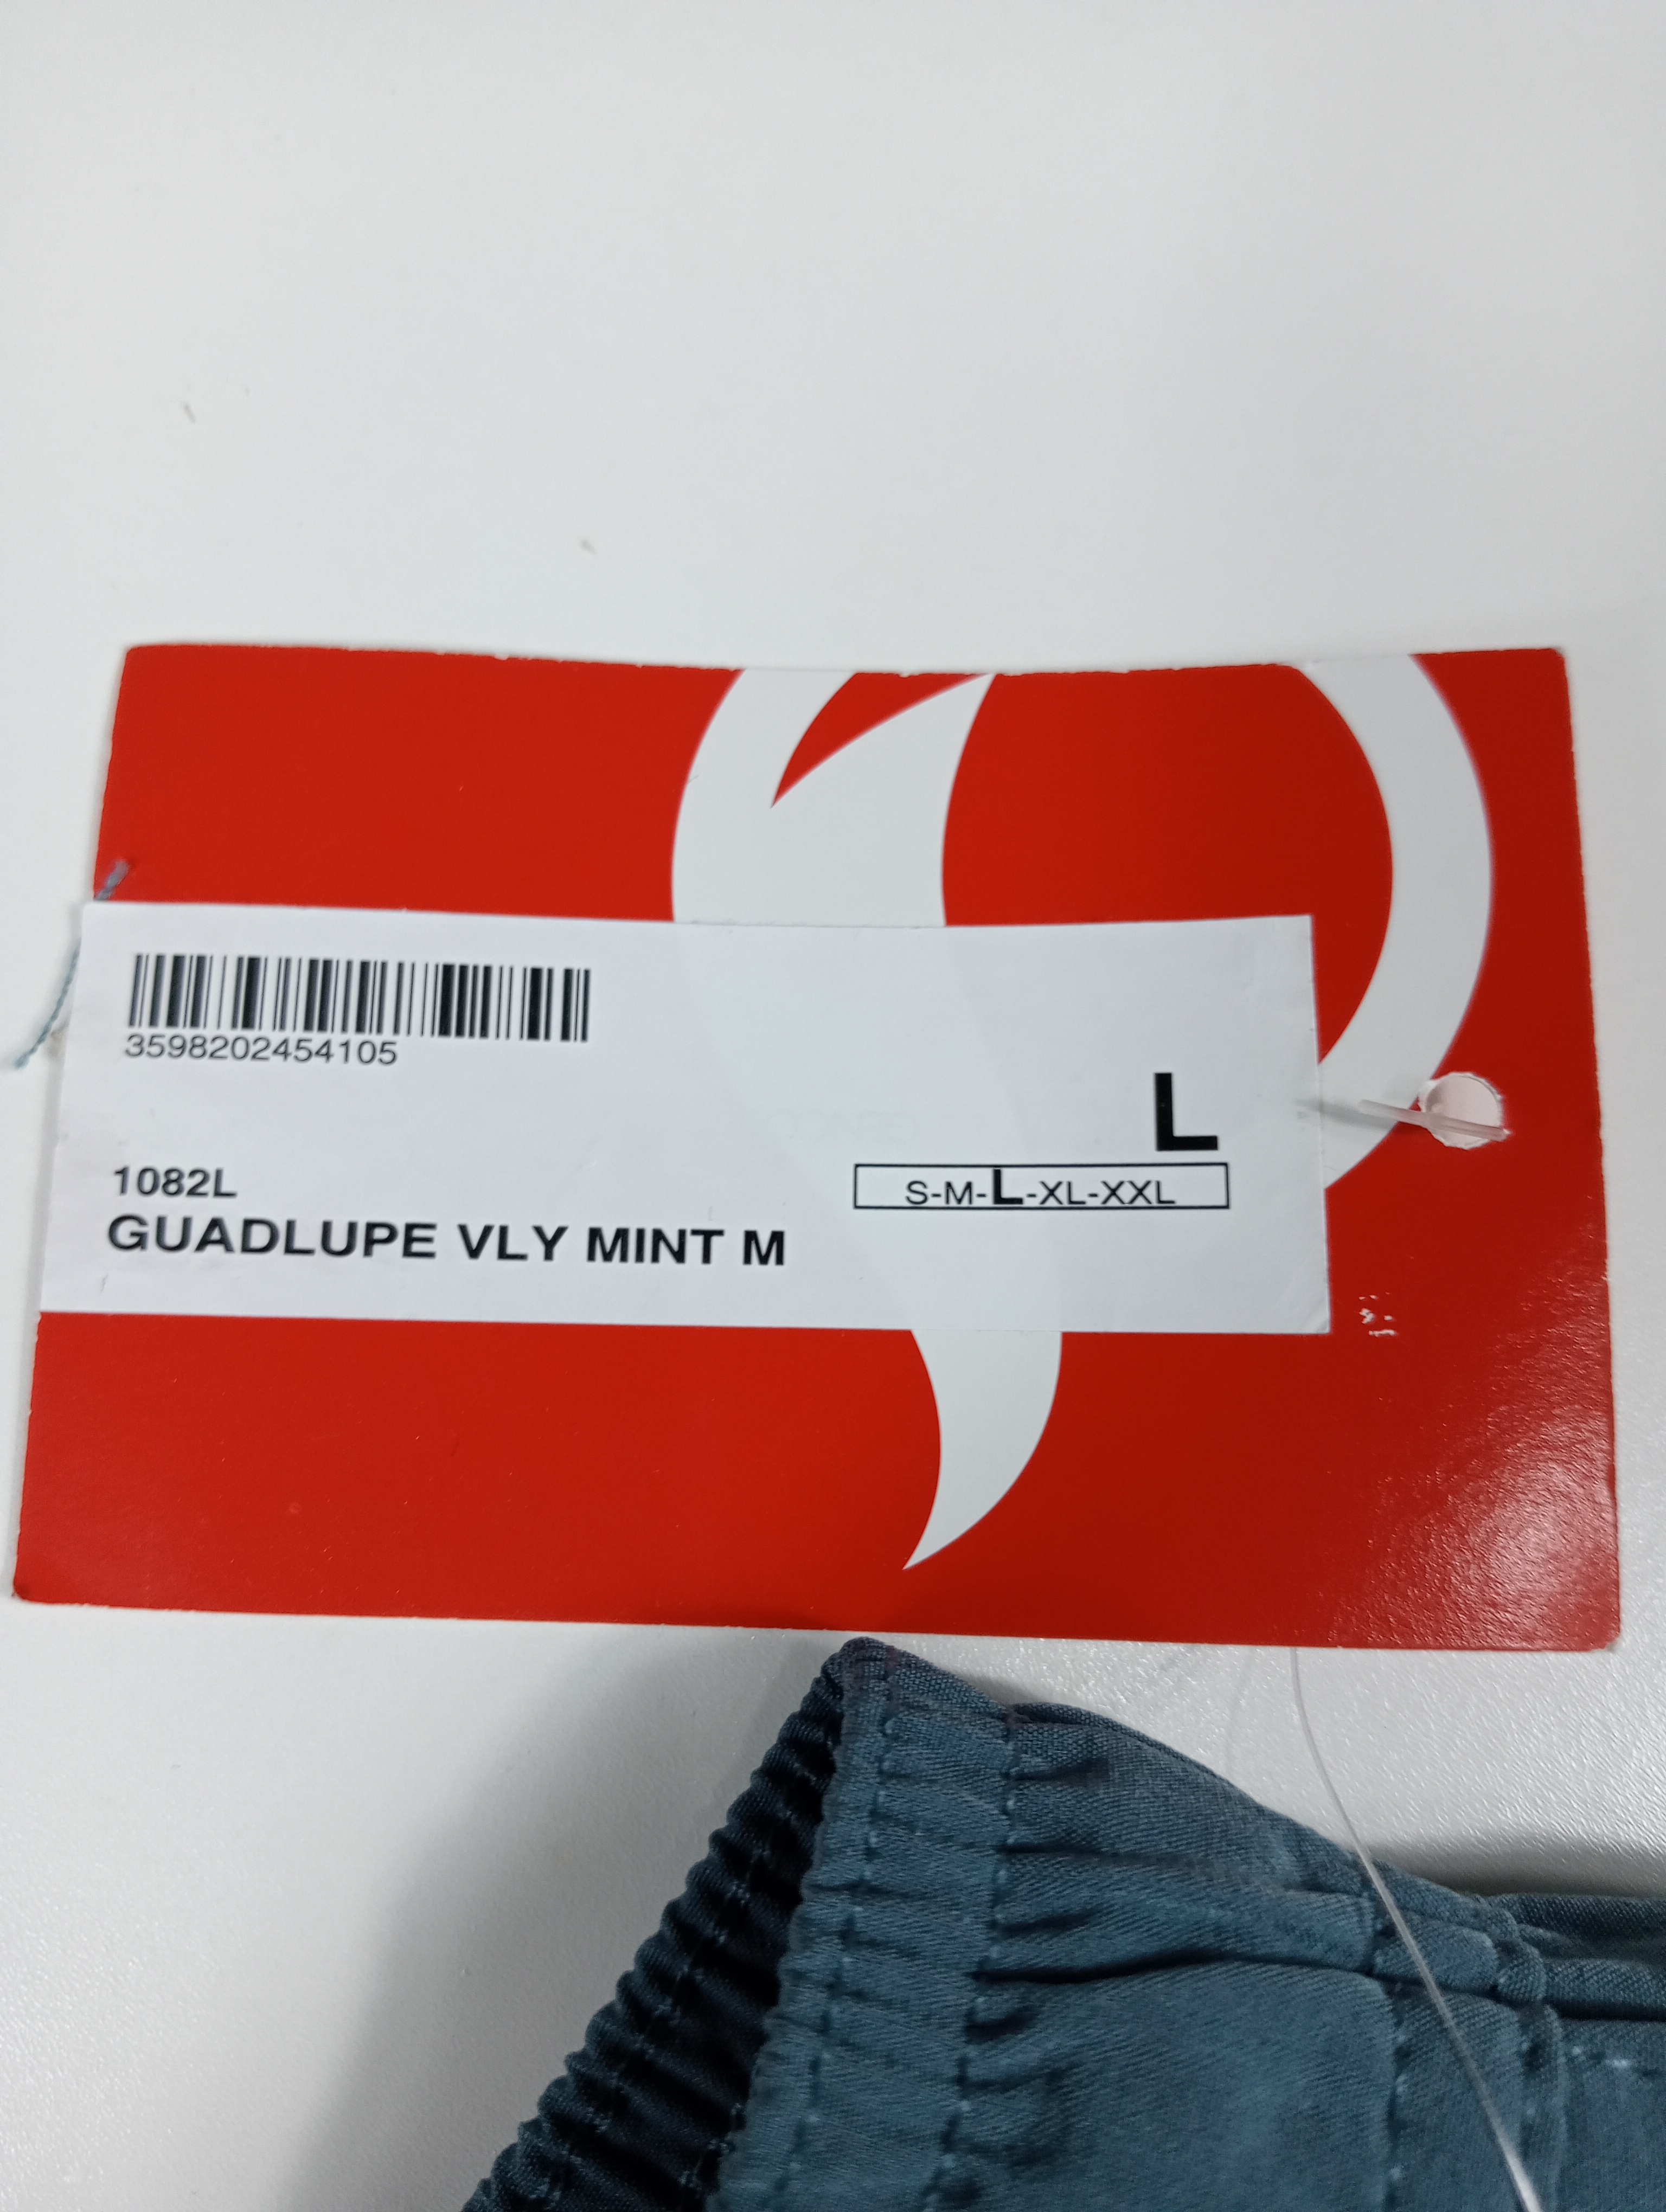 3598202454105
L
S-M-L-XL-XXL
1082L
GUADLUPE VLY MINT M